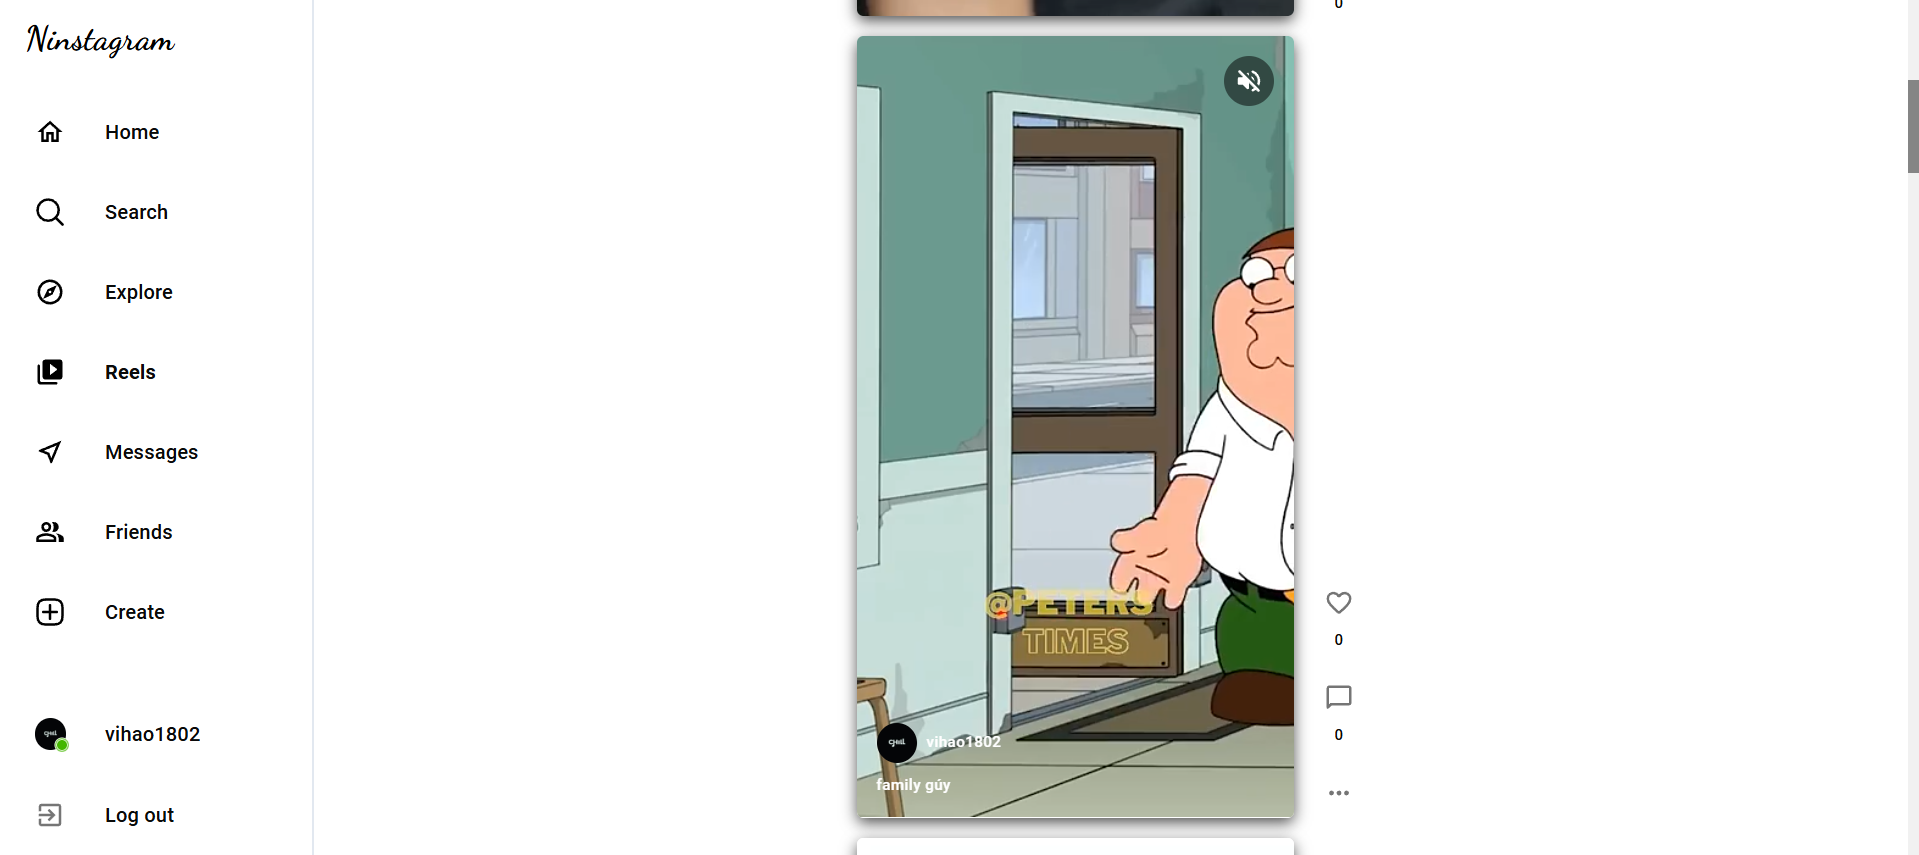 Ninstagram
Home
Search
Explore
Reels
Messages
Friends
Create
vihao1802
Log out
0
@PETERS
TIMES
vihao1802
family gúy
0
0